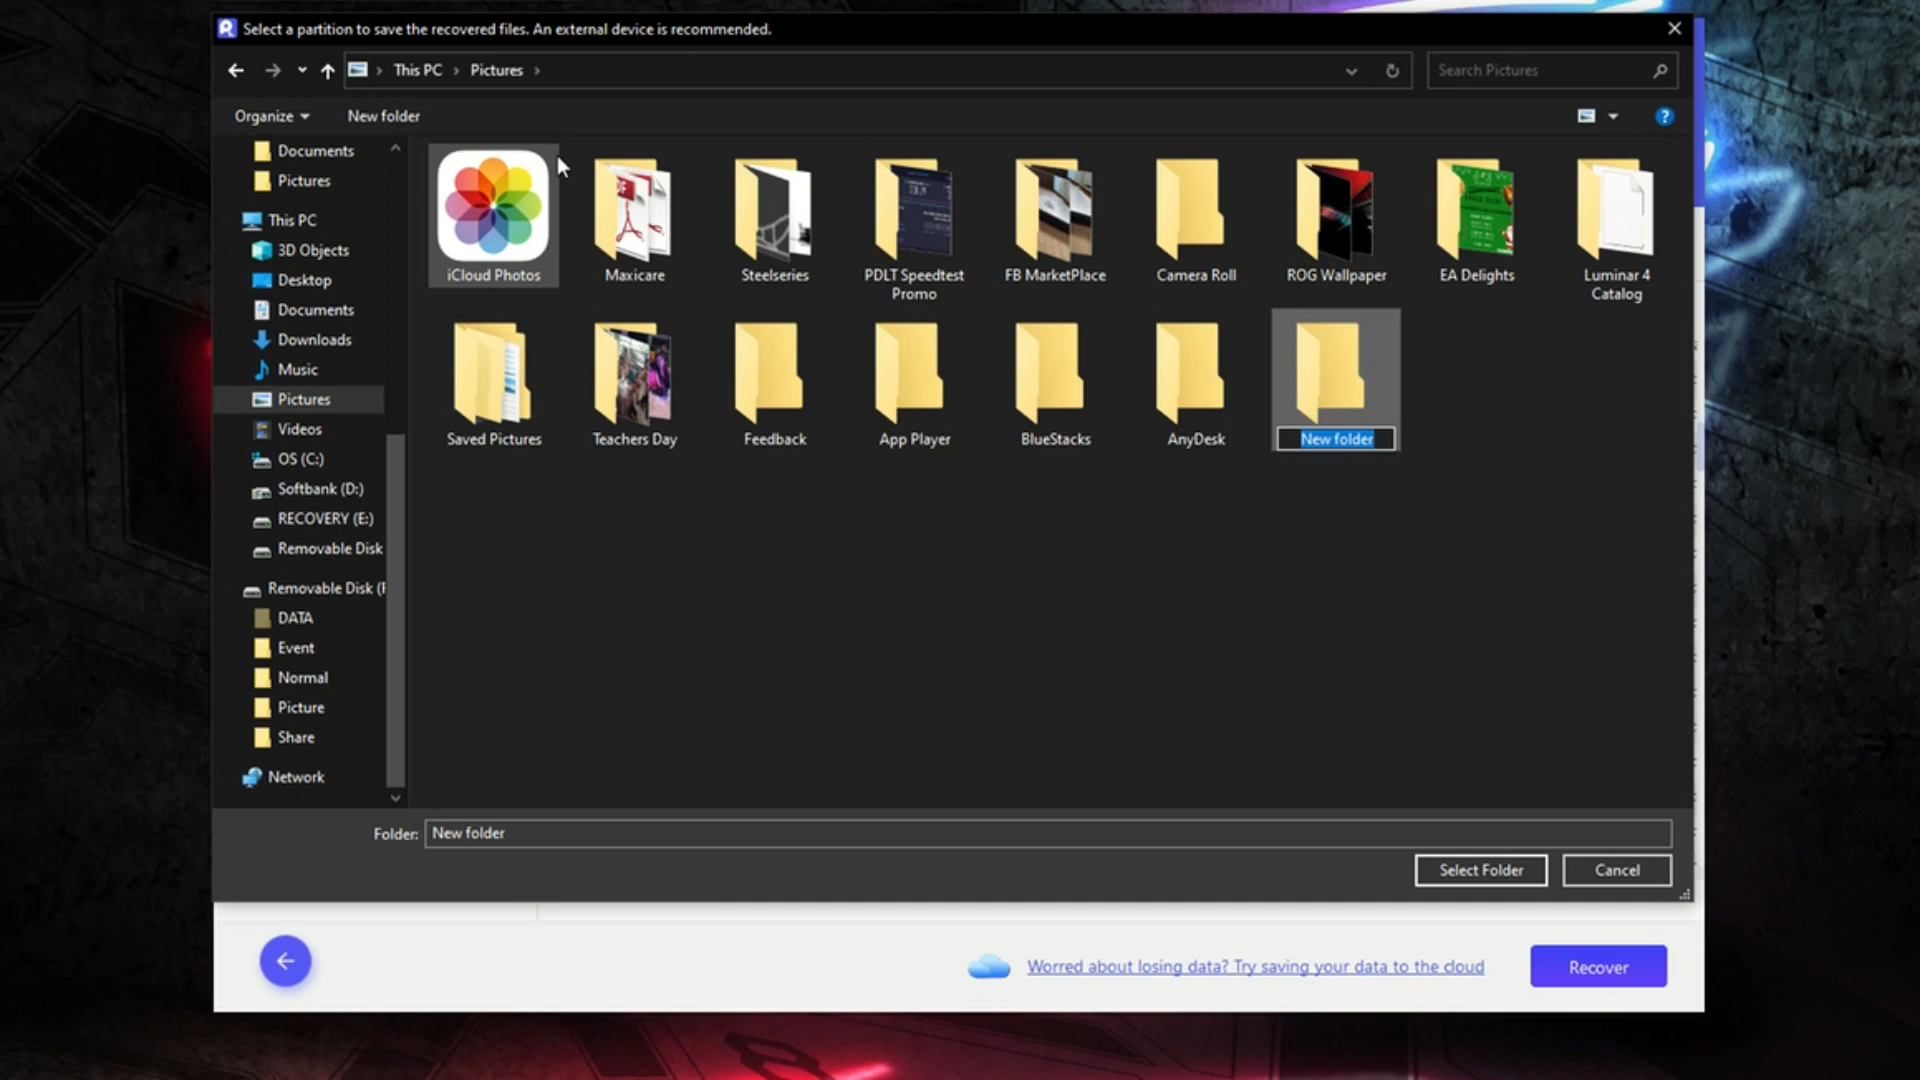 Select a partition to save the recovered files. An external device is recommended.
This PC > Pictures >
Search Pictures
Organize
New folder
?
Documents
Pictures
This PC
3D Objects
Desktop
Documents
Downloads
Music
Pictures
Videos
OS (C:)
Softbank (D:)
RECOVERY (E:)
Removable Disk
Removable Disk (F
DATA
Event
Normal
Picture
Share
Network
iCloud Photos
Maxicare
Steelseries
PDLT Speedtest
Promo
FB MarketPlace
Camera Roll
ROG Wallpaper
EA Delights
Luminar 4
Catalog
Saved Pictures
Teachers Day
Feedback
App Player
BlueStacks
AnyDesk
New folder
Folder: New folder
Select Folder
Cancel
Worred about losing data? Try saving your data to the cloud
Recover